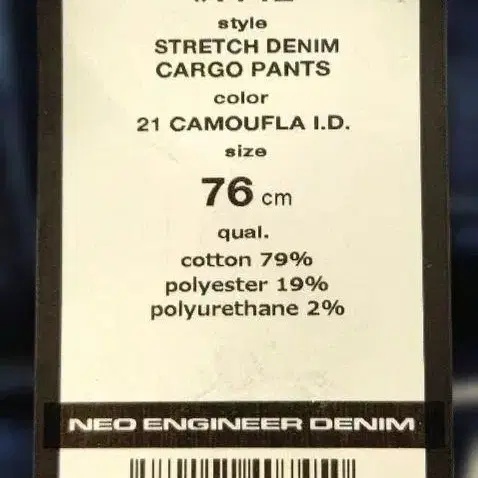 style
STRETCH DENIM
CARGO PANTS
color
21 CAMOUFLA I.D.
size
76 cm
qual.
cotton 79%
polyester 19%
polyurethane 2%
NEO ENGINEER DENIM